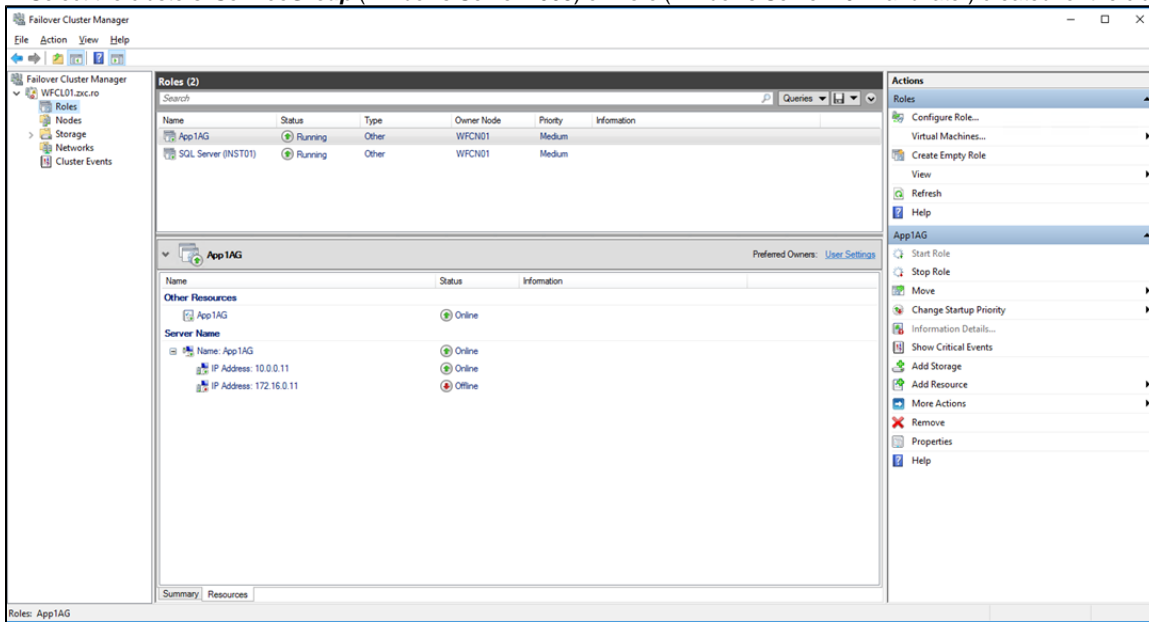 Failover Cluster Manager
File Action View Help
Failover Cluster Manager
WFCL01.zxc.ro
Roles
Nodes
Storage
Networks
Cluster Events
Roles (2)
Search
Queries
Name Status Type Owner Node Priority Information
App1AG Running Other WFCN01 Medium
SQL Server (INST01) Running Other WFCN01 Medium
App1AG Preferred Owners: User Settings
Name Status Information
Other Resources
App1AG Online
Server Name
Name: App1AG Online
IP Address: 10.0.0.11 Online
IP Address: 172.16.0.11 Offline
Summary Resources
Actions
Roles
Configure Role...
Virtual Machines...
Create Empty Role
View
Refresh
Help
App1AG
Start Role
Stop Role
Move
Change Startup Priority
Information Details...
Show Critical Events
Add Storage
Add Resource
More Actions
Remove
Properties
Help
Roles: App1AG